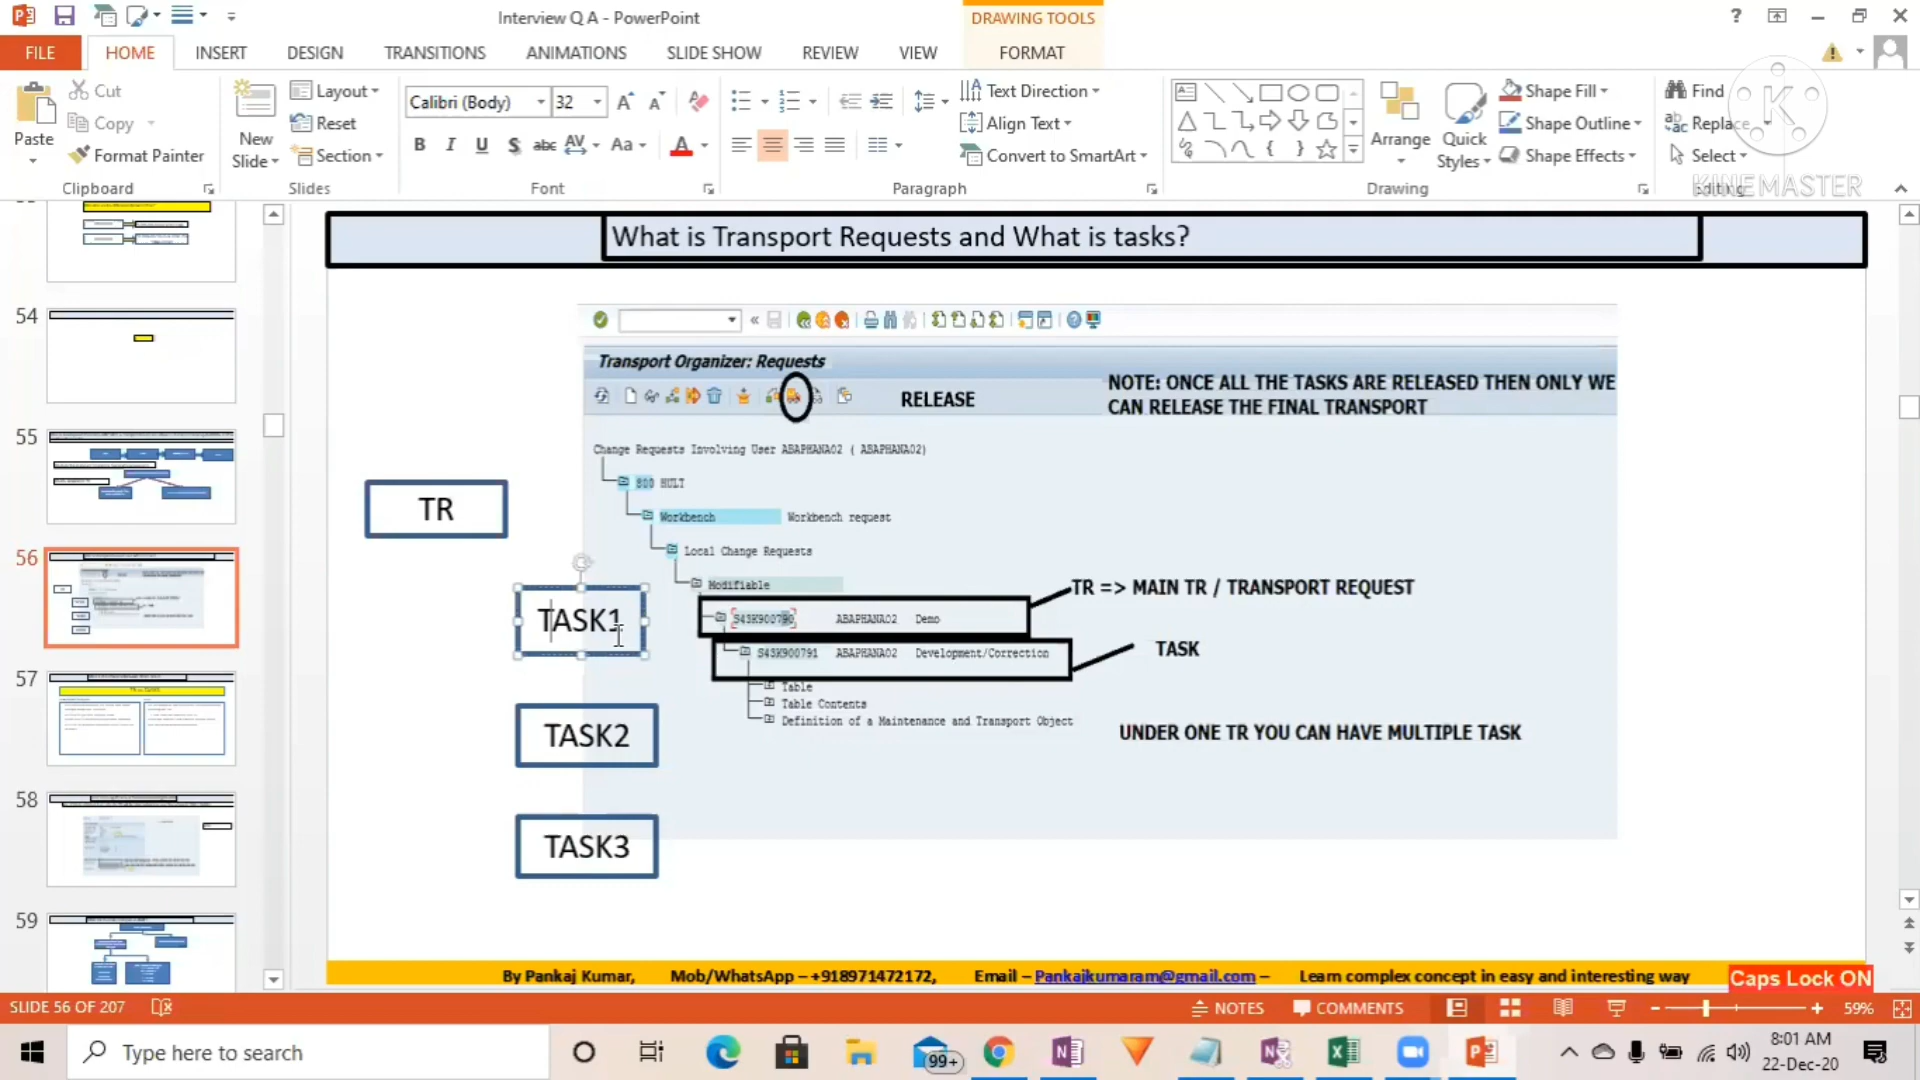 Interview Q A - PowerPoint
DRAWING TOOLS
?
FILE
HOME
INSERT
DESIGN
TRANSITIONS
ANIMATIONS
SLIDE SHOW
REVIEW
VIEW
FORMAT
Paste
Cut
Copy
Format Painter
Clipboard
New
Slide
Layout
Reset
Section
Slides
Calibri (Body)
32
B I U S abc AV Aa A
Font
Text Direction
Align Text
Convert to SmartArt
Paragraph
Arrange
Quick
Styles
Shape Fill
Shape Outline
Shape Effects
Drawing
Find
Replace
Select
Editing
K
KINEMASTER
54
55
56
57
58
59
What is Transport Requests and What is tasks?
Transport Organizer: Requests
RELEASE
NOTE: ONCE ALL THE TASKS ARE RELEASED THEN ONLY WE
CAN RELEASE THE FINAL TRANSPORT
Change Requests Involving User ABAPHANA02 ( ABAPHANA02)
800 NULT
Workbench Workbench request
Local Change Requests
Modifiable
S43K900790 ABAPHANA02 Demo
S43K900791 ABAPHANA02 Development/Correction
Table
Table Contents
Definition of a Maintenance and Transport Object
TR => MAIN TR / TRANSPORT REQUEST
TASK
UNDER ONE TR YOU CAN HAVE MULTIPLE TASK
TR
TASK1
TASK2
TASK3
By Pankaj Kumar, Mob/WhatsApp – +918971472172, Email – Pankajkumaram@gmail.com – Learn complex concept in easy and interesting way
Caps Lock ON
SLIDE 56 OF 207
NOTES
COMMENTS
59%
Type here to search
99+
8:01 AM
22-Dec-20